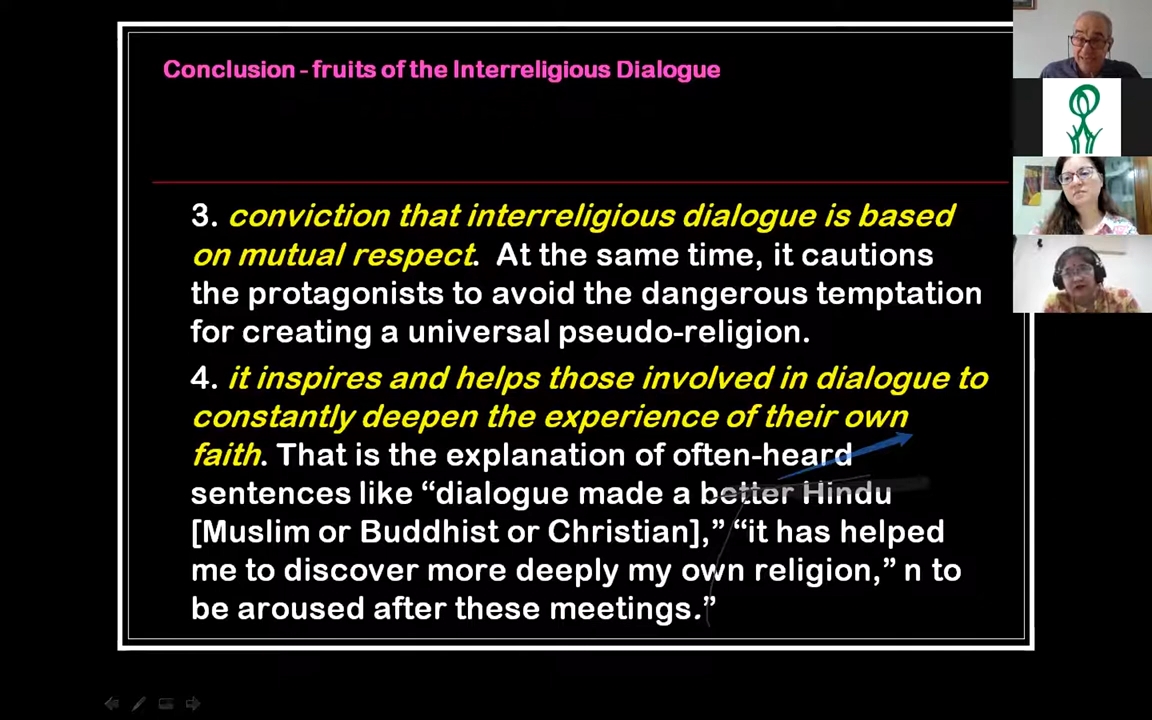 Conclusion - fruits of the Interreligious Dialogue
3. conviction that interreligious dialogue is based
on mutual respect. At the same time, it cautions
the protagonists to avoid the dangerous temptation
for creating a universal pseudo-religion.
4. it inspires and helps those involved in dialogue to
constantly deepen the experience of their own
faith. That is the explanation of often-heard
sentences like “dialogue made a better Hindu
[Muslim or Buddhist or Christian],” “it has helped
me to discover more deeply my own religion,” n to
be aroused after these meetings.”